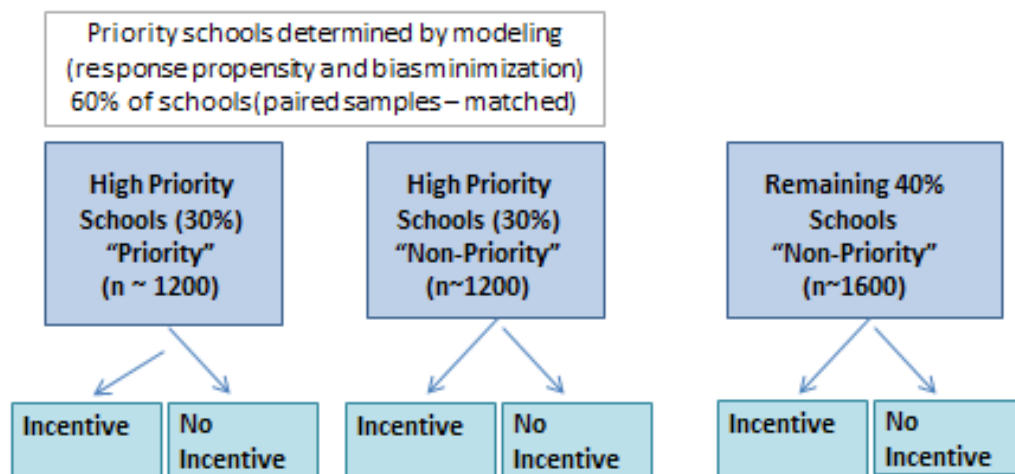 Priority schools determined by modeling
(response propensity and biasminimization)
60% of schools(paired samples – matched)
High Priority
Schools (30%)
“Priority”
(n ~ 1200)
High Priority
Schools (30%)
“Non-Priority”
(n~1200)
Remaining 40%
Schools
“Non-Priority”
(n~1600)
Incentive
No
Incentive
Incentive
No
Incentive
Incentive
No
Incentive